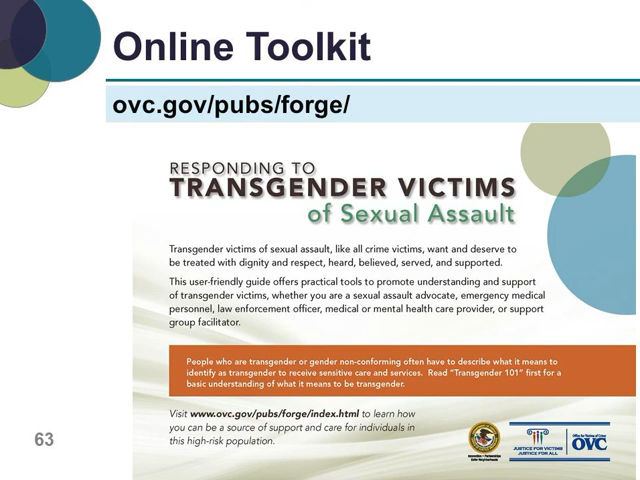 Online Toolkit
ovc.gov/pubs/forge/
RESPONDING TO
TRANSGENDER VICTIMS
of Sexual Assault
Transgender victims of sexual assault, like all crime victims, want and deserve to
be treated with dignity and respect, heard, believed, served, and supported.
This user-friendly guide offers practical tools to promote understanding and support
of transgender victims, whether you are a sexual assault advocate, emergency medical
personnel, law enforcement officer, medical or mental health care provider, or support
group facilitator.
People who are transgender or gender non-conforming often have to describe what it means to
identify as transgender to receive sensitive care and services. Read "Transgender 101" first for a
basic understanding of what it means to be transgender.
Visit www.ovc.gov/pubs/forge/index.html to learn how
you can be a source of support and care for individuals in
this high-risk population.
JUSTICE FOR VICTIMS
JUSTICE FOR ALL
Office for Victims of Crime
OVC
63